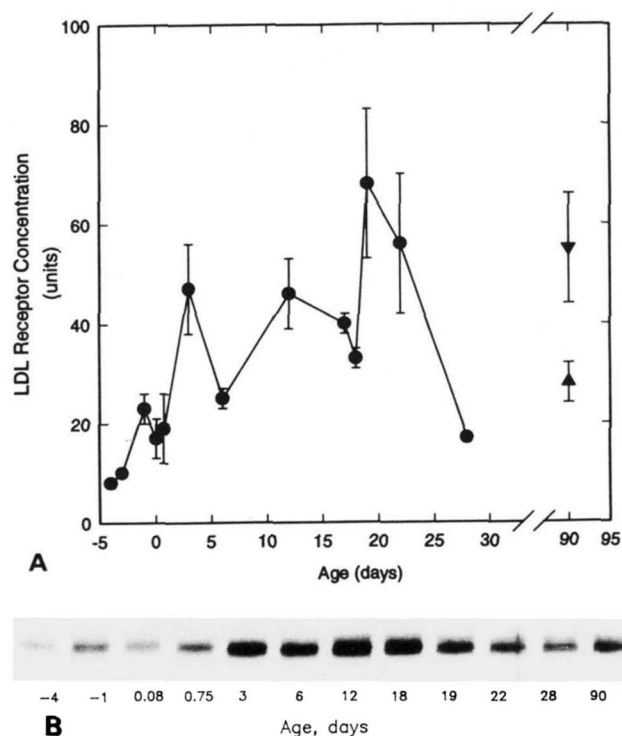 100
80
60
40
20
0
LDL Receptor Concentration
(units)
-5 0 5 10 15 20 25 30 90 95
Age (days)
A
-4 -1 0.08 0.75 3 6 12 18 19 22 28 90
B Age, days